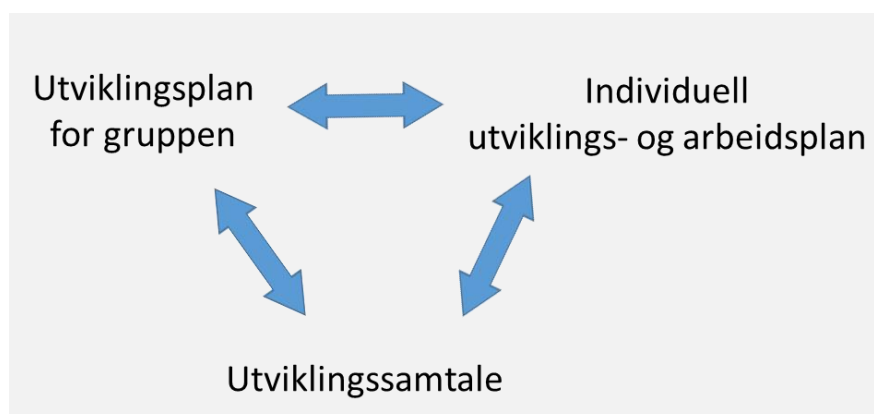 Utviklingsplan
for gruppen
Individuell
utviklings- og arbeidsplan
Utviklingssamtale